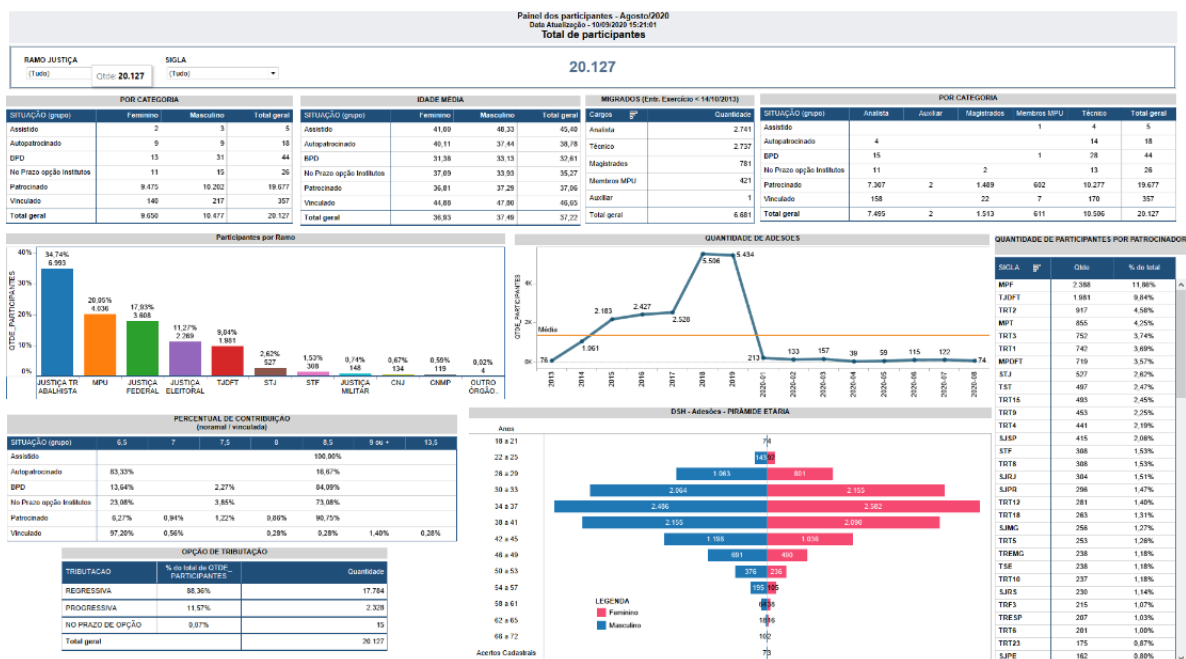 Painel dos participantes - Agosto/2020
Data Atualização - 10/09/2020 15:21:01
Total de participantes
RAMO JUSTIÇA SIGLA
(Tudo) Qtde: 20.127 (Tudo)
20.127
POR CATEGORIA
SITUAÇÃO (grupo) Feminino Masculino Total geral
Assistido 2 3 5
Autopatrocinado 9 9 18
BPD 13 31 44
No Prazo opção Institutos 11 15 26
Patrocinado 9.475 10.202 19.677
Vinculado 140 217 357
Total geral 9.650 10.477 20.127
IDADE MÉDIA
SITUAÇÃO (grupo) Feminino Masculino Total geral
Assistido 48,33 45,40
Autopatrocinado 40,11 37,44 38,78
BPD 31,38 33,13 32,61
No Prazo opção Institutos 37,09 33,93 35,27
Patrocinado 36,81 37,29 37,06
Vinculado 44,88 47,80 46,65
Total geral 36,93 37,49 37,22
MIGRADOS (Entr. Exercício < 14/10/2013)
Cargos Quantidade
Analista 2.741
Técnico 2.737
Magistrados 781
Membros MPU 421
Auxiliar 1
Total geral 6.681
POR CATEGORIA
SITUAÇÃO (grupo) Analista Auxiliar Magistrados Membros MPU Técnico Total geral
Assistido 1 4 5
Autopatrocinado 4 14 18
BPD 15 1 28 44
No Prazo opção Institutos 11 2 13 26
Patrocinado 7.307 2 1.489 602 10.277 19.677
Vinculado 158 22 7 170 357
Total geral 7.495 2 1.513 611 10.506 20.127
Participantes por Ramo
QTDE_PARTICIPANTES
40%
30%
20%
10%
0%
34,74%
6.993
20,05%
4.036
17,93%
3.608
11,27%
2.269
9,84%
1.981
2,62%
527
1,53%
308
0,74%
148
0,67%
134
0,59%
119
0,02%
4
JUSTIÇA TRABALHISTA
MPU
JUSTIÇA FEDERAL
JUSTIÇA ELEITORAL
TJDFT
STJ
STF
JUSTIÇA MILITAR
CNJ
CNMP
OUTRO ÓRGÃO..
QUANTIDADE DE ADESÕES
QTDE_PARTICIPANTES
4K
2K
0K
Média
76 1.061 2.183 2.427 2.528 5.506 5.434 213 133 157 39 59 115 122 74
2013 2014 2015 2016 2017 2018 2019 2020-01 2020-02 2020-03 2020-04 2020-05 2020-06 2020-07 2020-08
QUANTIDADE DE PARTICIPANTES POR PATROCINADOR
SIGLA Qtde % do total
MPF 2.388 11,86%
TJDFT 1.981 9,84%
TRT2 917 4,56%
MPT 855 4,25%
TRT3 752 3,74%
TRT1 742 3,69%
MPDFT 719 3,57%
STJ 527 2,62%
TST 497 2,47%
TRT15 493 2,45%
TRT9 453 2,25%
TRT4 441 2,19%
SJSP 415 2,06%
STF 308 1,53%
TRT8 308 1,53%
SJRJ 304 1,51%
SJPR 296 1,47%
TRT12 281 1,40%
TRT18 263 1,31%
SJMG 256 1,27%
TRT5 253 1,26%
TREMG 238 1,18%
TSE 238 1,18%
TRT10 237 1,18%
SJRS 230 1,14%
TRF3 215 1,07%
TRESP 207 1,03%
TRT6 201 1,00%
TRT23 175 0,87%
SJPE 162 0,80%
PERCENTUAL DE CONTRIBUIÇÃO
(noramal / vinculada)
SITUAÇÃO (grupo) 6,5 7 7,5 8 8,5 9 ou + 13,5
Assistido 100,00%
Autopatrocinado 83,33% 16,67%
BPD 13,64% 2,27% 84,09%
No Prazo opção Institutos 23,08% 3,85% 73,08%
Patrocinado 6,27% 0,94% 1,22% 0,86% 90,75%
Vinculado 97,20% 0,56% 0,28% 0,28% 1,40% 0,28%
OPÇÃO DE TRIBUTAÇÃO
TRIBUTACAO % do total de QTDE_PARTICIPANTES Quantidade
REGRESSIVA 88,36% 17.784
PROGRESSIVA 11,57% 2.328
NO PRAZO DE OPÇÃO 0,07% 15
Total geral 20.127
DSH - Adesões - PIRÂMIDE ETÁRIA
Anos
18 a 21
22 a 25 143
26 a 29 1.063 801
30 a 33 2.064 2.155
34 a 37 2.486 2.582
38 a 41 2.155 2.090
42 a 45 1.198 1.036
46 a 49 691 490
50 a 53 376 236
54 a 57 195 105
58 a 61
62 a 65
66 a 72
Acertos Cadastrais
LEGENDA
Feminino
Masculino